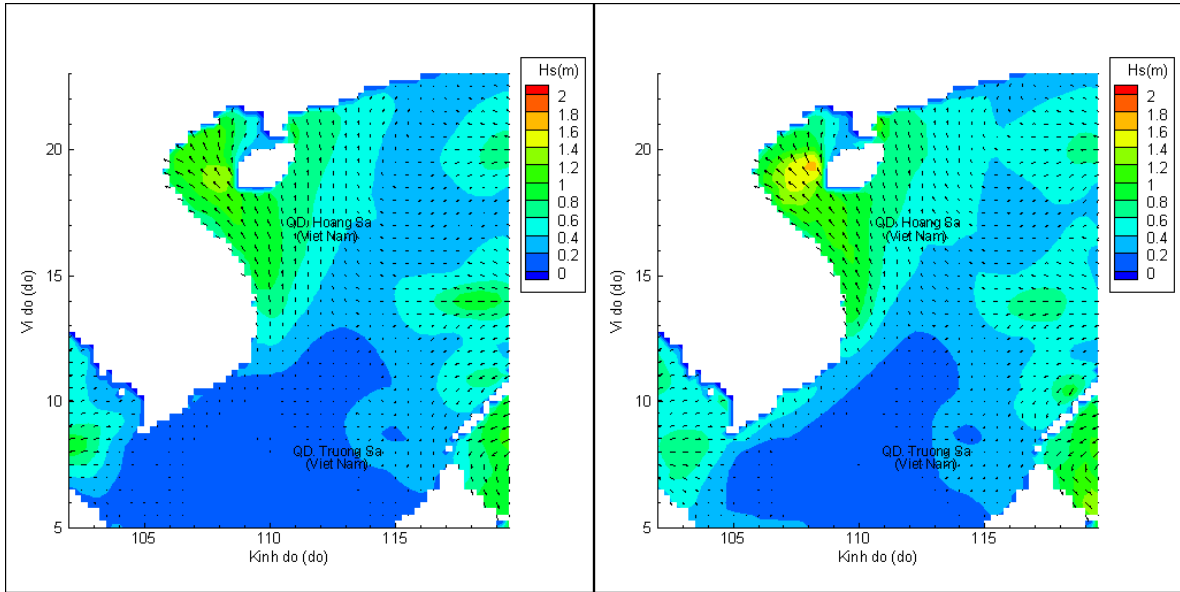 Hs(m)
2
1.8
1.6
1.4
1.2
1
0.8
0.6
0.4
0.2
0
20
15
10
5
Vi do (do)
105
110
115
Kinh do (do)
QD. Hoang Sa
(Viet Nam)
QD. Truong Sa
(Viet Nam)
Hs(m)
2
1.8
1.6
1.4
1.2
1
0.8
0.6
0.4
0.2
0
20
15
10
5
Vi do (do)
105
110
115
Kinh do (do)
QD. Hoang Sa
(Viet Nam)
QD. Truong Sa
(Viet Nam)